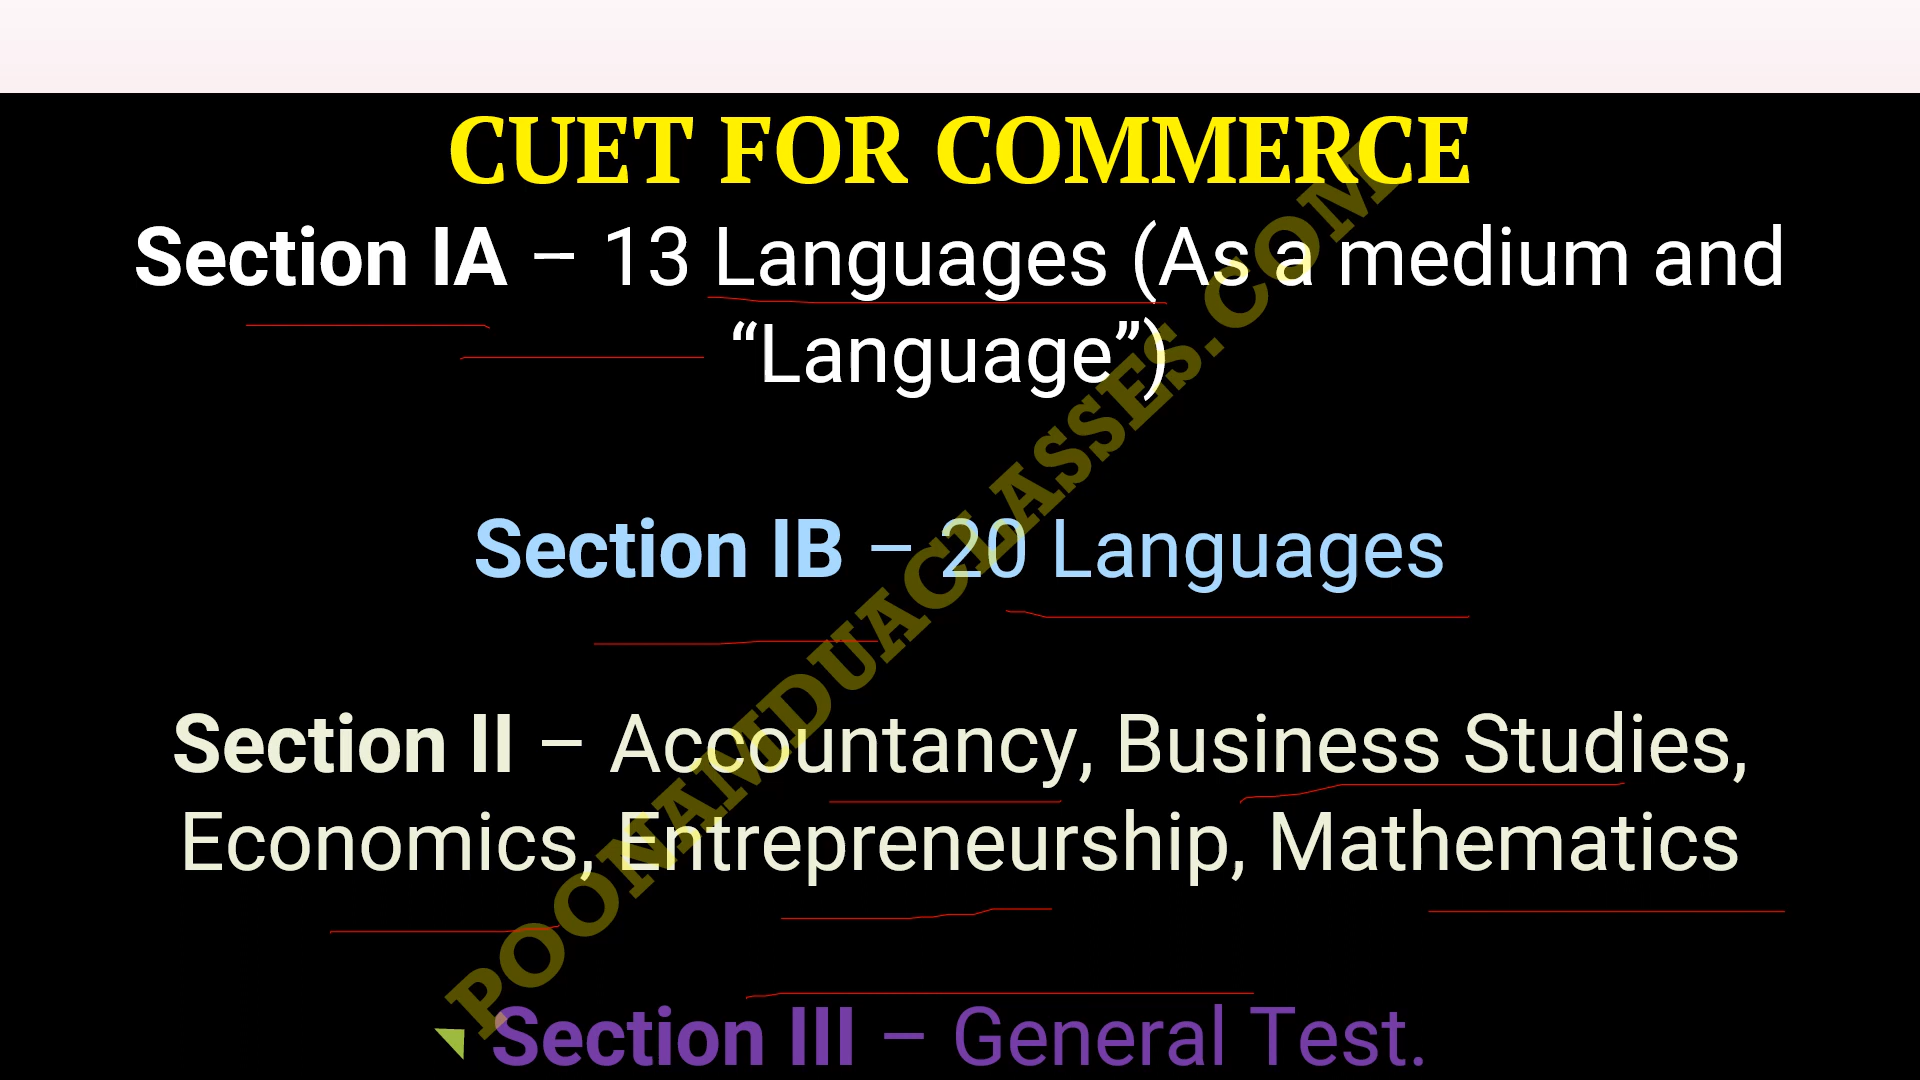 CUET FOR COMMERCE
Section IA – 13 Languages (As a medium and
“Language”)
Section IB – 20 Languages
Section II – Accountancy, Business Studies,
Economics, Entrepreneurship, Mathematics
Section III – General Test.
POONAMDUACLASSES.COM